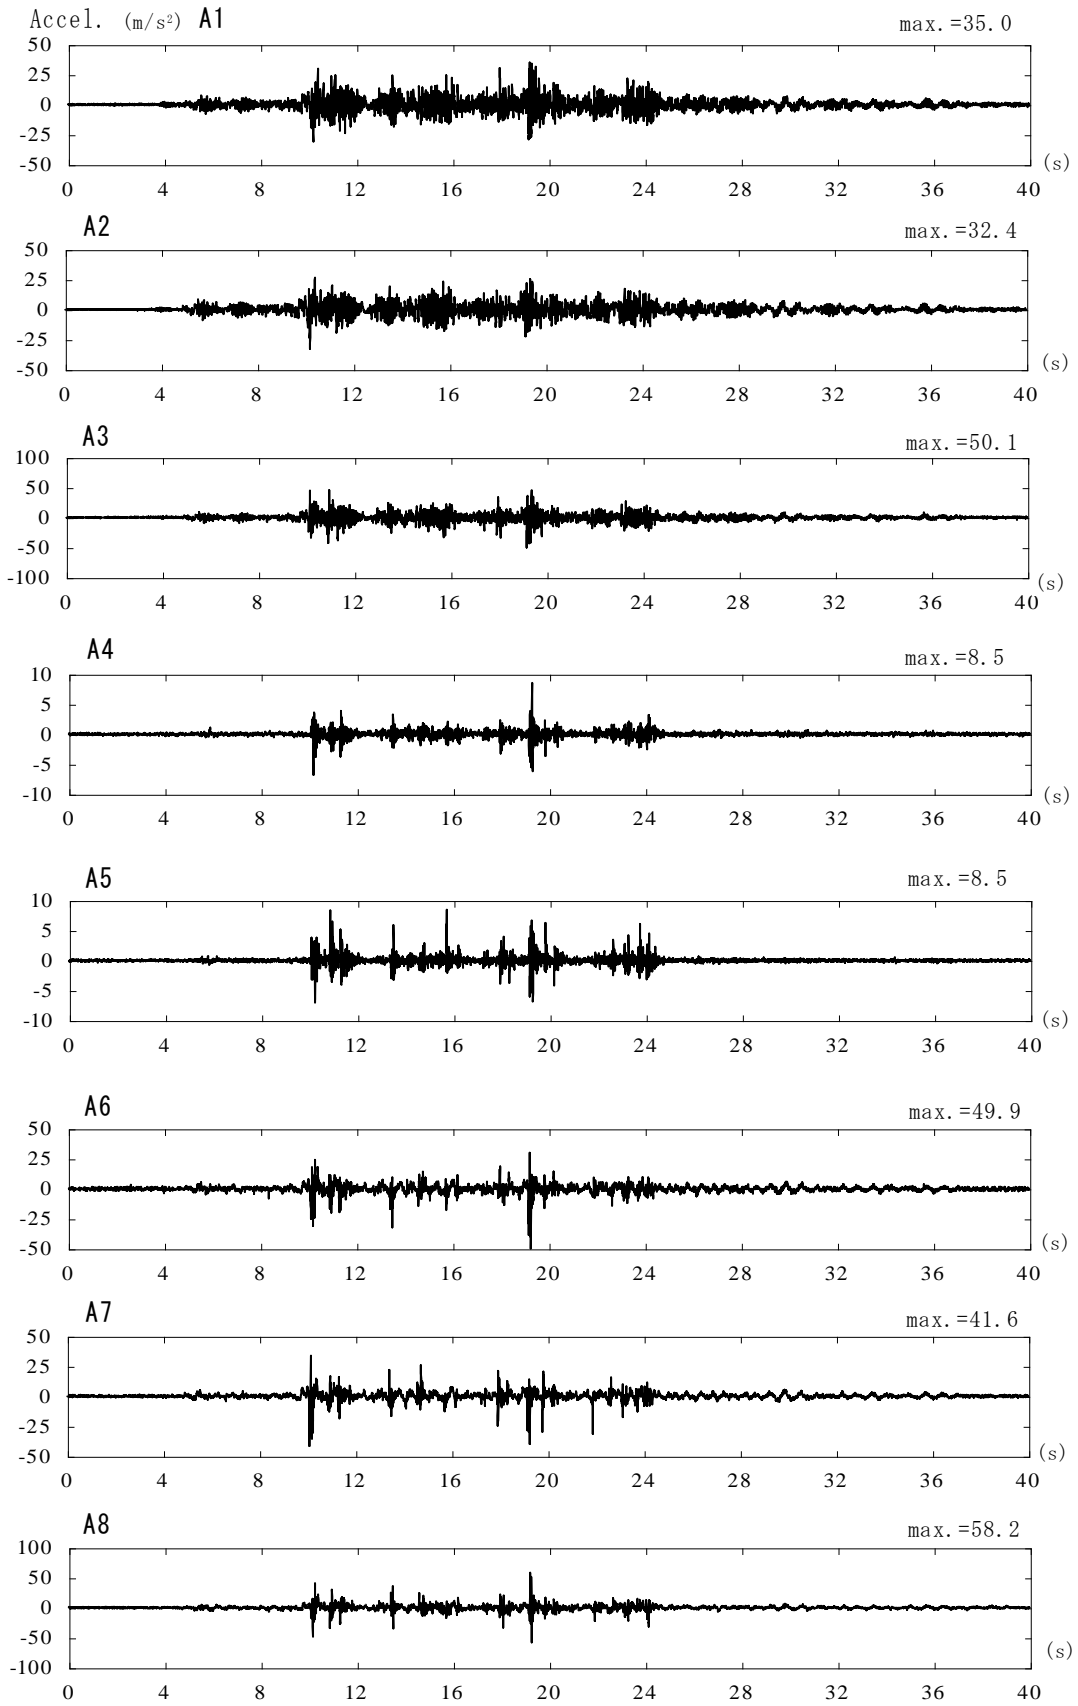 Accel. (m/s²) A1 max.=35.0
50
25
0
-25
-50
(s)
0 4 8 12 16 20 24 28 32 36 40
A2 max.=32.4
50
25
0
-25
-50
(s)
0 4 8 12 16 20 24 28 32 36 40
A3 max.=50.1
100
50
0
-50
-100
(s)
0 4 8 12 16 20 24 28 32 36 40
A4 max.=8.5
10
5
0
-5
-10
(s)
0 4 8 12 16 20 24 28 32 36 40
A5 max.=8.5
10
5
0
-5
-10
(s)
0 4 8 12 16 20 24 28 32 36 40
A6 max.=49.9
50
25
0
-25
-50
(s)
0 4 8 12 16 20 24 28 32 36 40
A7 max.=41.6
50
25
0
-25
-50
(s)
0 4 8 12 16 20 24 28 32 36 40
A8 max.=58.2
100
50
0
-50
-100
(s)
0 4 8 12 16 20 24 28 32 36 40